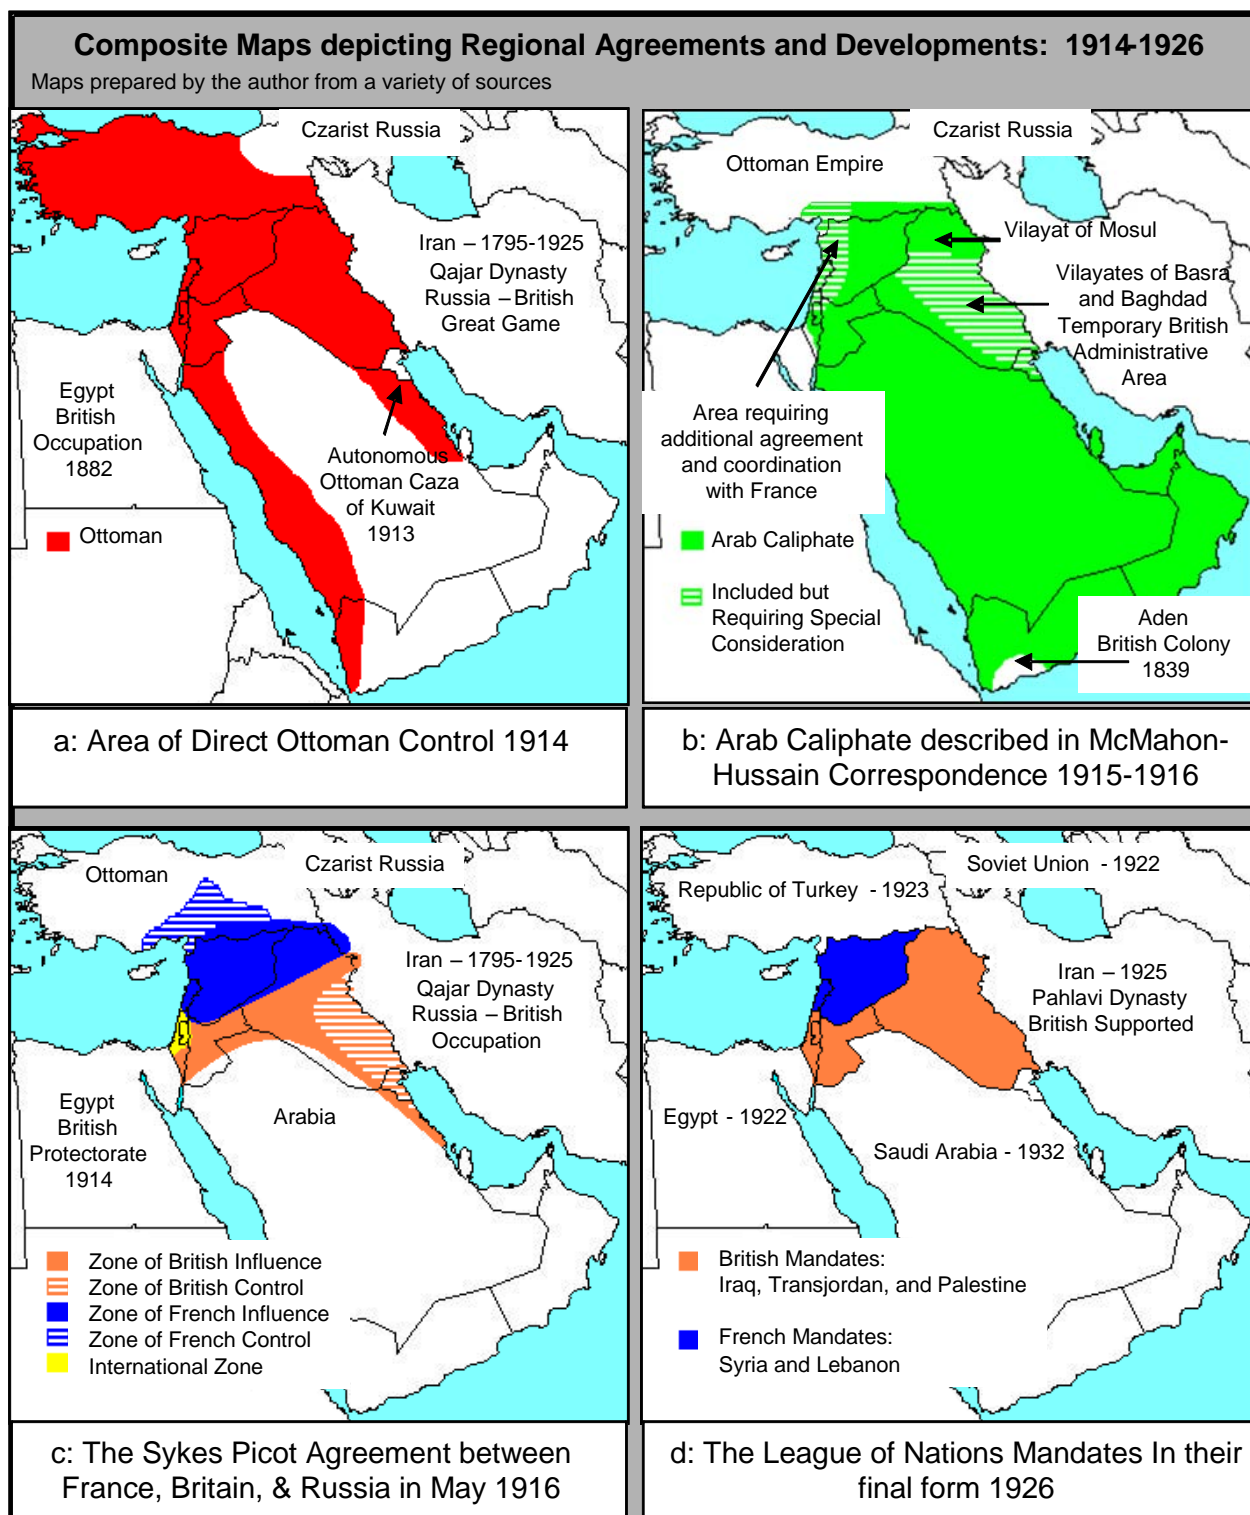 Composite Maps depicting Regional Agreements and Developments: 1914-1926
Maps prepared by the author from a variety of sources
Czarist Russia
Iran – 1795-1925
Qajar Dynasty
Russia – British
Great Game
Egypt
British
Occupation
1882
Autonomous
Ottoman Caza
of Kuwait
1913
Ottoman
a: Area of Direct Ottoman Control 1914
Czarist Russia
Ottoman Empire
Vilayat of Mosul
Vilayates of Basra
and Baghdad
Temporary British
Administrative
Area
Area requiring
additional agreement
and coordination
with France
Arab Caliphate
Included but
Requiring Special
Consideration
Aden
British Colony
1839
b: Arab Caliphate described in McMahon-
Hussain Correspondence 1915-1916
Ottoman
Czarist Russia
Iran – 1795-1925
Qajar Dynasty
Russia – British
Occupation
Egypt
British
Protectorate
1914
Arabia
Zone of British Influence
Zone of British Control
Zone of French Influence
Zone of French Control
International Zone
c: The Sykes Picot Agreement between
France, Britain, & Russia in May 1916
Soviet Union - 1922
Republic of Turkey - 1923
Iran – 1925
Pahlavi Dynasty
British Supported
Egypt - 1922
Saudi Arabia - 1932
British Mandates:
Iraq, Transjordan, and Palestine
French Mandates:
Syria and Lebanon
d: The League of Nations Mandates In their
final form 1926